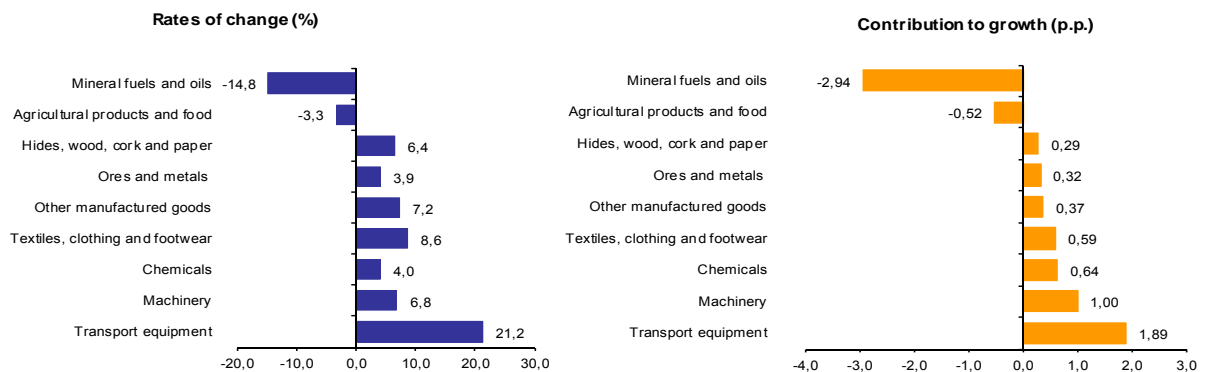 Rates of change (%)
Mineral fuels and oils -14,8
Agricultural products and food -3,3
Hides, wood, cork and paper 6,4
Ores and metals 3,9
Other manufactured goods 7,2
Textiles, clothing and footwear 8,6
Chemicals 4,0
Machinery 6,8
Transport equipment 21,2
-20,0 -10,0 0,0 10,0 20,0 30,0
Contribution to growth (p.p.)
Mineral fuels and oils -2,94
Agricultural products and food -0,52
Hides, wood, cork and paper 0,29
Ores and metals 0,32
Other manufactured goods 0,37
Textiles, clothing and footwear 0,59
Chemicals 0,64
Machinery 1,00
Transport equipment 1,89
-4,0 -3,0 -2,0 -1,0 0,0 1,0 2,0 3,0